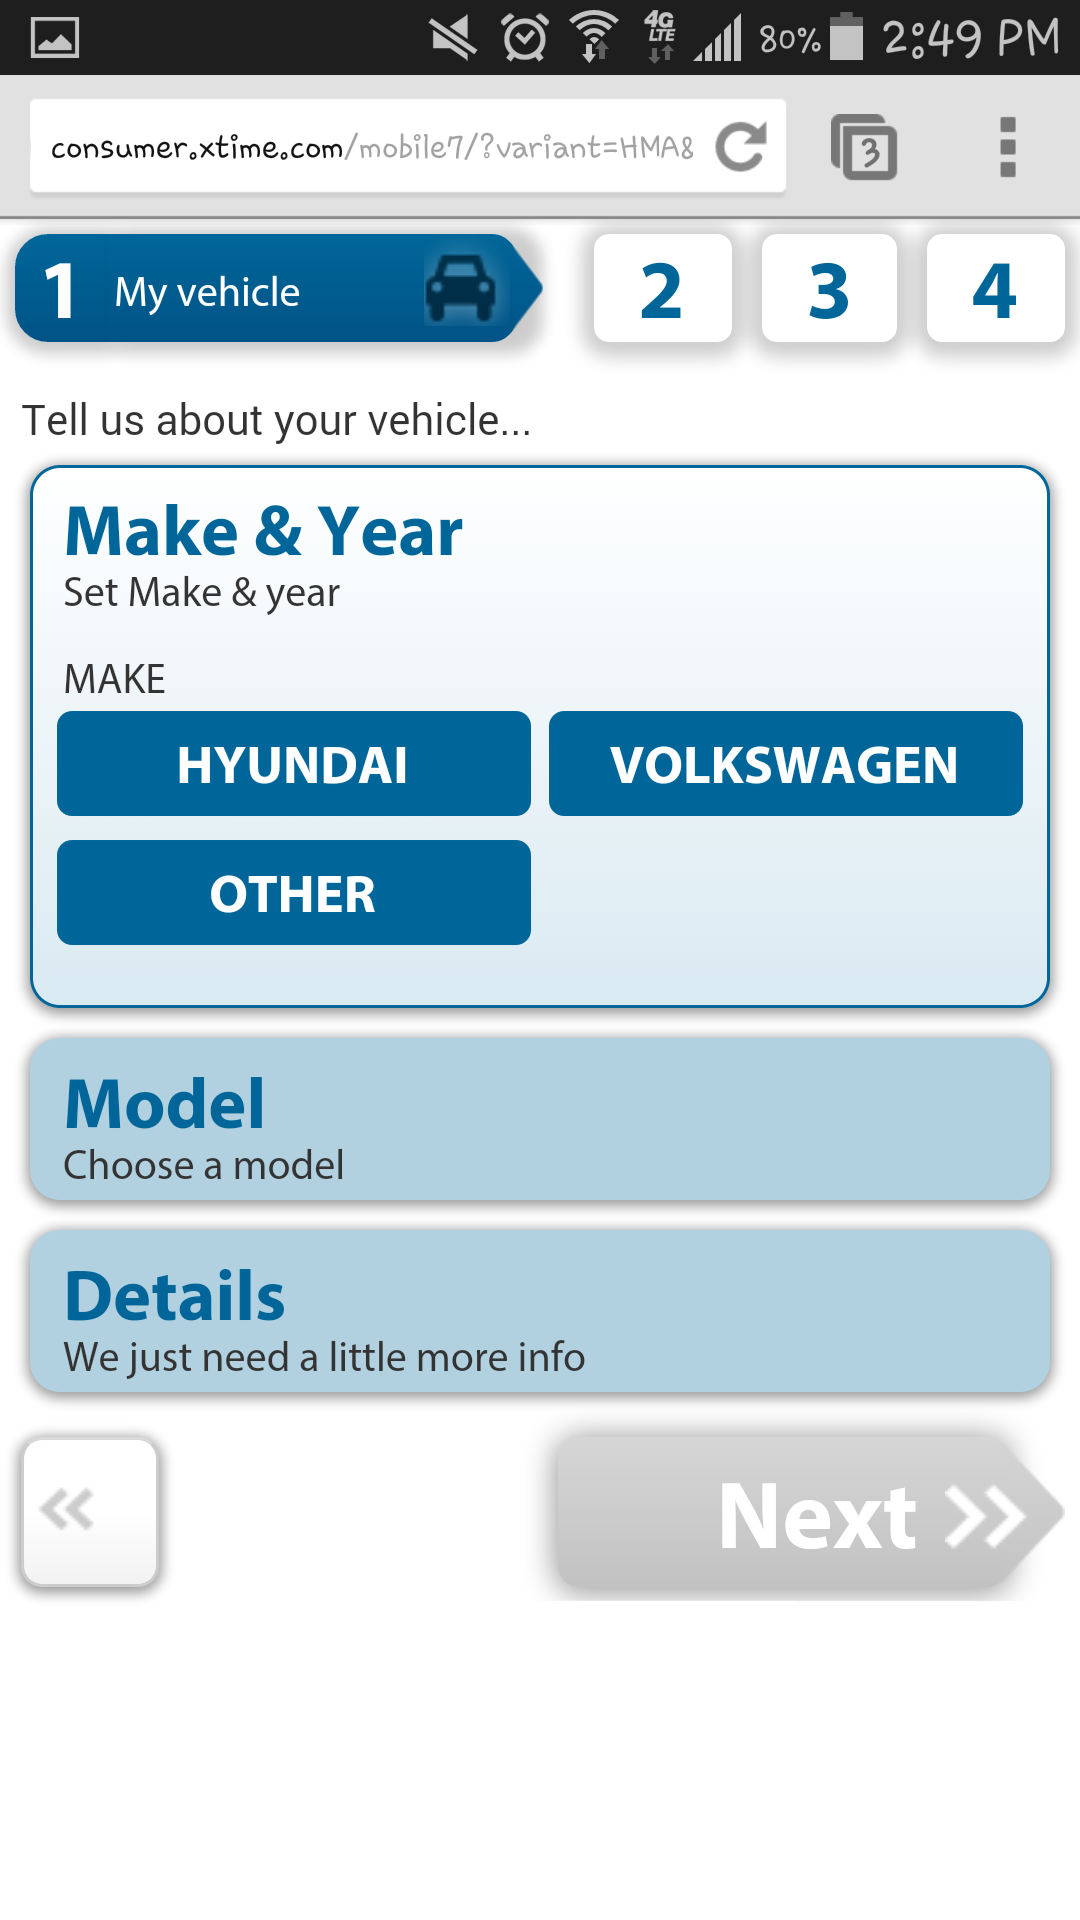 4G LTE 80% 2:49 PM
consumer.xtime.com/mobile7/?variant=HMA& 3
1 My vehicle 2 3 4
Tell us about your vehicle...
Make & Year
Set Make & year
MAKE
HYUNDAI VOLKSWAGEN
OTHER
Model
Choose a model
Details
We just need a little more info
Next